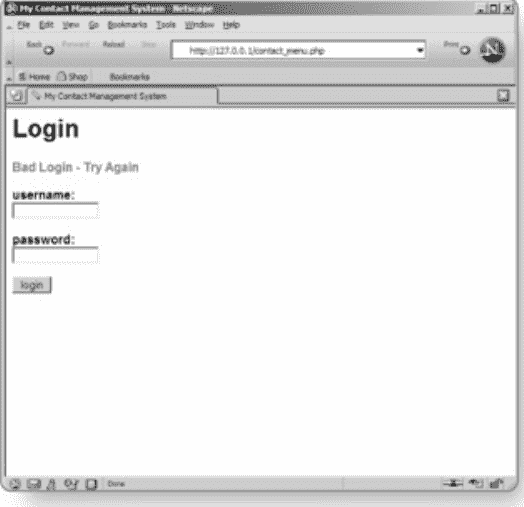 My Contact Management System - Netscape
File Edit View Go Bookmarks Tools Window Help
Back Forward Reload Stop http://127.0.0.1/contact_menu.php Print
Home Shop Bookmarks
My Contact Management System
Login
Bad Login - Try Again
username:
password:
login
Done